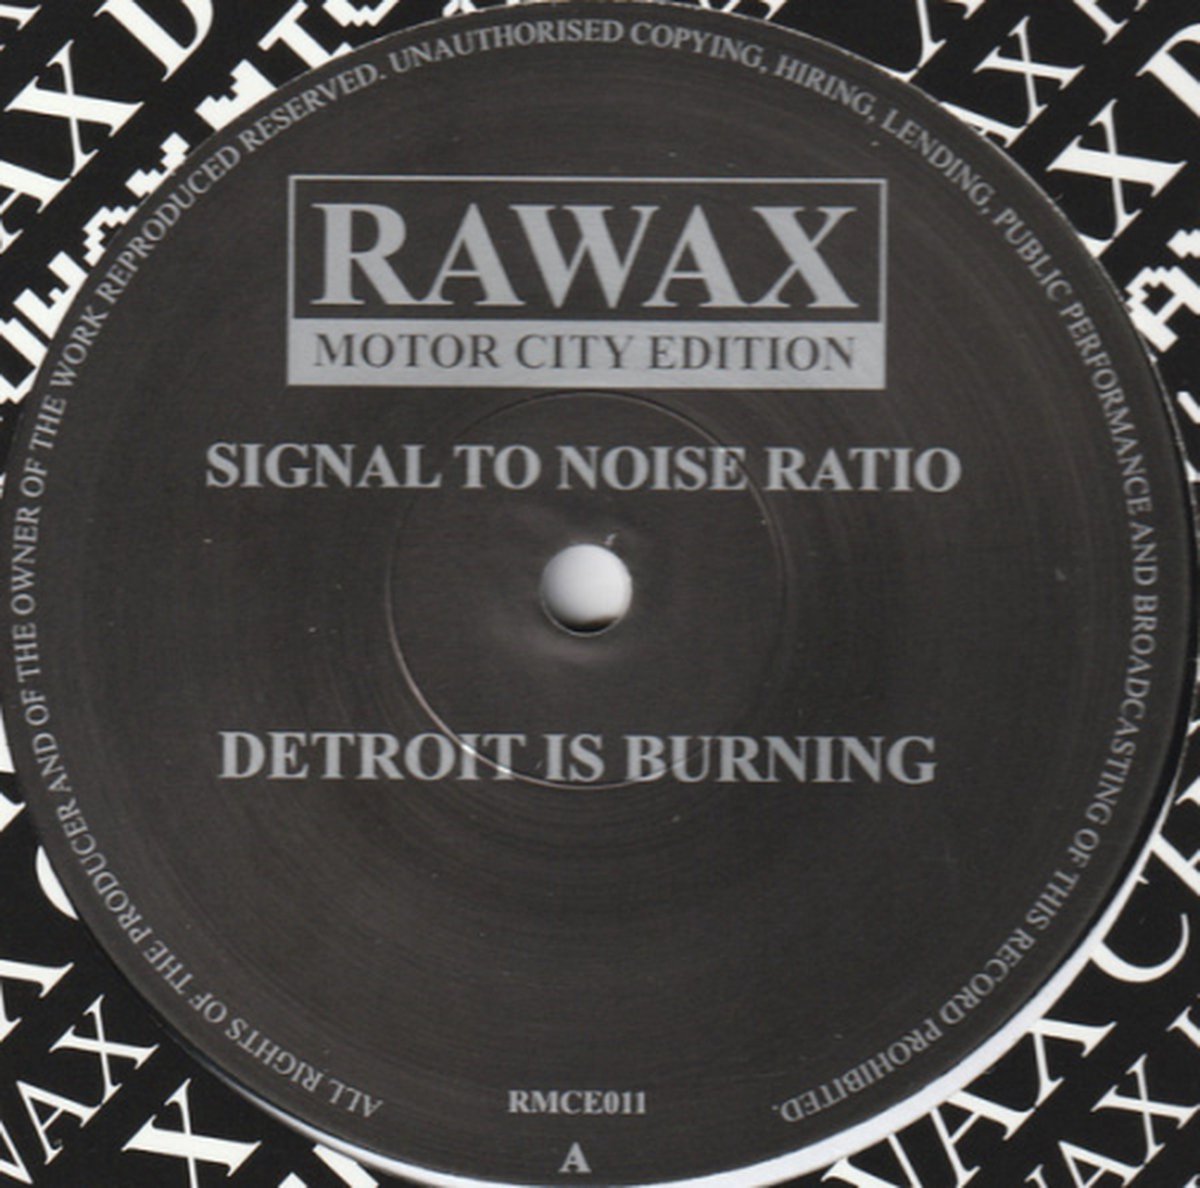 RAWAX
MOTOR CITY EDITION
SIGNAL TO NOISE RATIO
DETROIT IS BURNING
RMCE011
A
ALL RIGHTS OF THE PRODUCER AND OF THE OWNER OF THE WORK REPRODUCED RESERVED. UNAUTHORISED COPYING, HIRING, LENDING, PUBLIC PERFORMANCE AND BROADCASTING OF THIS RECORD PROHIBITED.